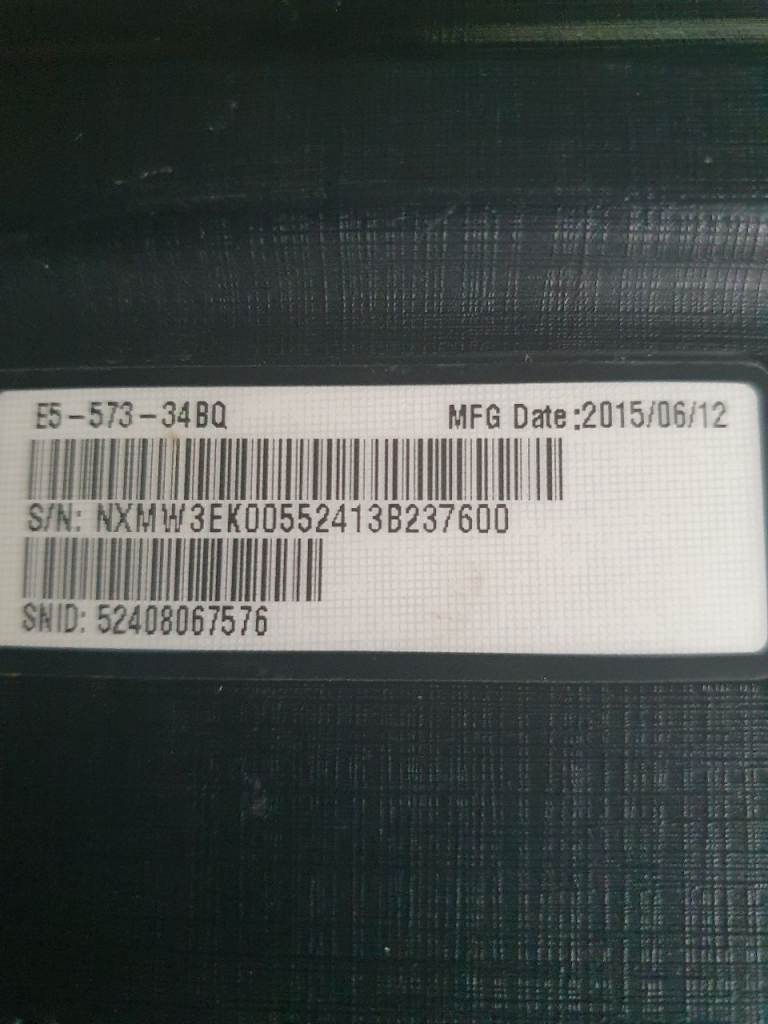 E5-573-34BQ MFG Date:2015/06/12
S/N: NXMW3EK00552413B237600
SNID: 52408067576